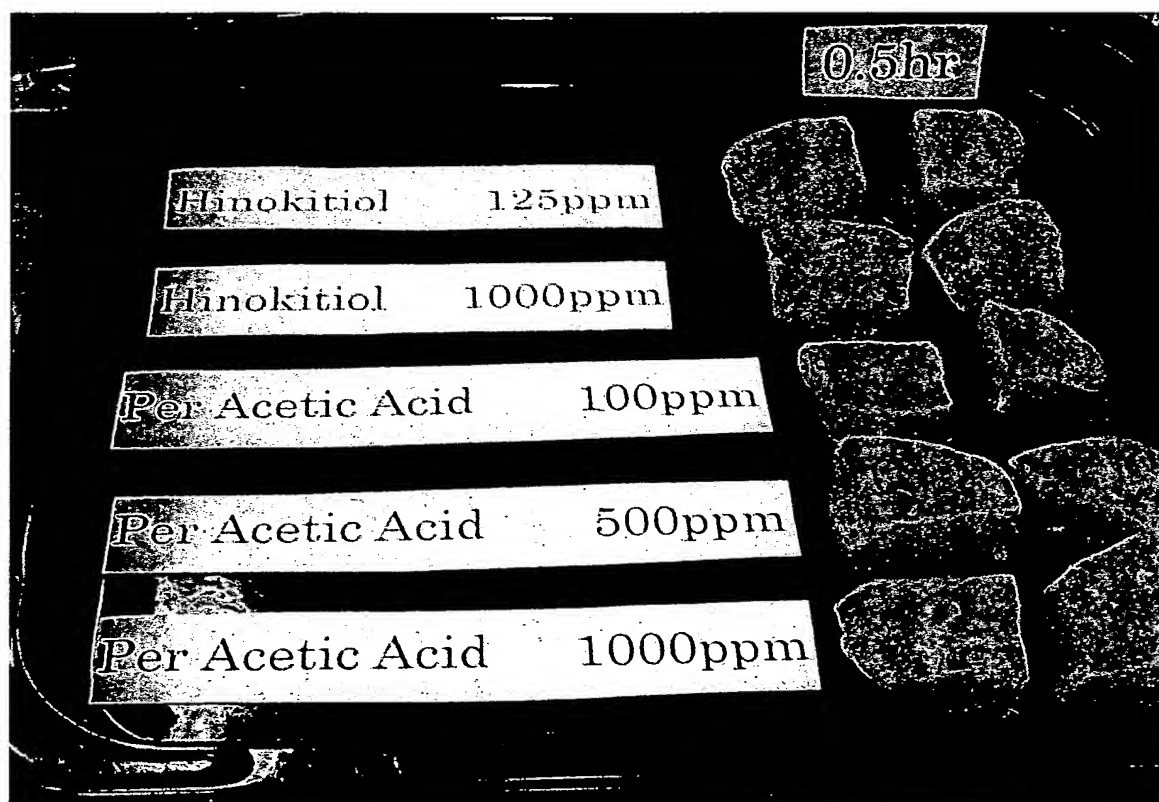 0.5hr
Hinokitiol 125ppm
Hinokitiol 1000ppm
Per Acetic Acid 100ppm
Per Acetic Acid 500ppm
Per Acetic Acid 1000ppm